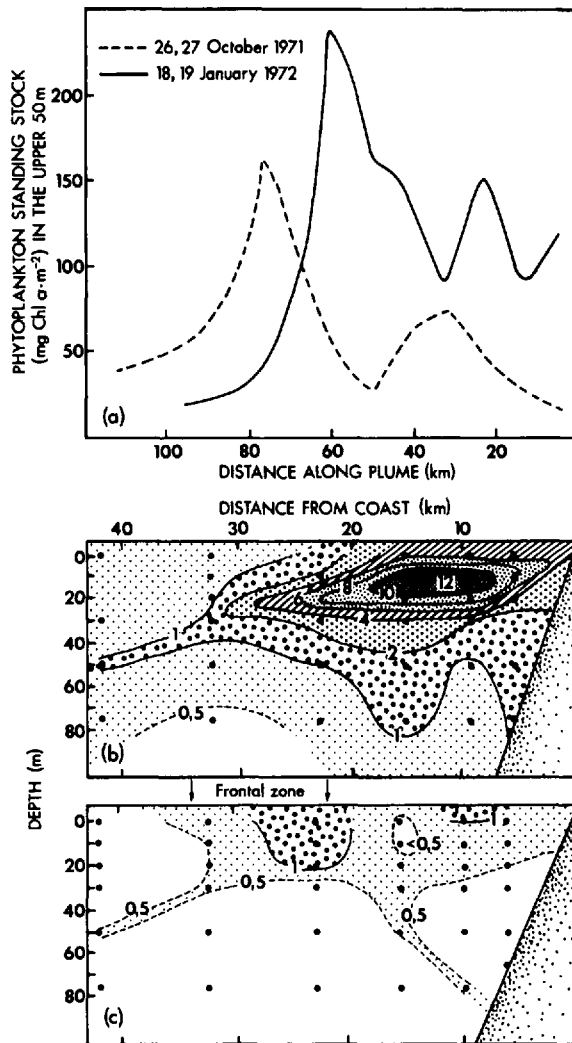 26, 27 October 1971
18, 19 January 1972
PHYTOPLANKTON STANDING STOCK
(mg Chl a·m⁻²) IN THE UPPER 50m
200
150
100
50
(a)
100 80 60 40 20
DISTANCE ALONG PLUME (km)
DISTANCE FROM COAST (km)
40 30 20 10
0
20
40
60
80
1
6
8
10
12
4
2
1
0,5
(b)
DEPTH (m)
Frontal zone
0
20
40
60
80
1
<0,5
1
0,5
0,5
0,5
(c)